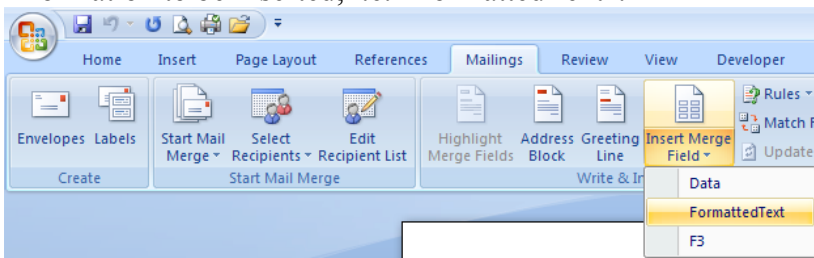 Home Insert Page Layout References Mailings Review View Developer
Envelopes Labels Start Mail Merge Select Recipients Edit Recipient List Highlight Merge Fields Address Block Greeting Line Insert Merge Field Rules
Match
Update
Create Start Mail Merge Write &
Data
FormattedText
F3